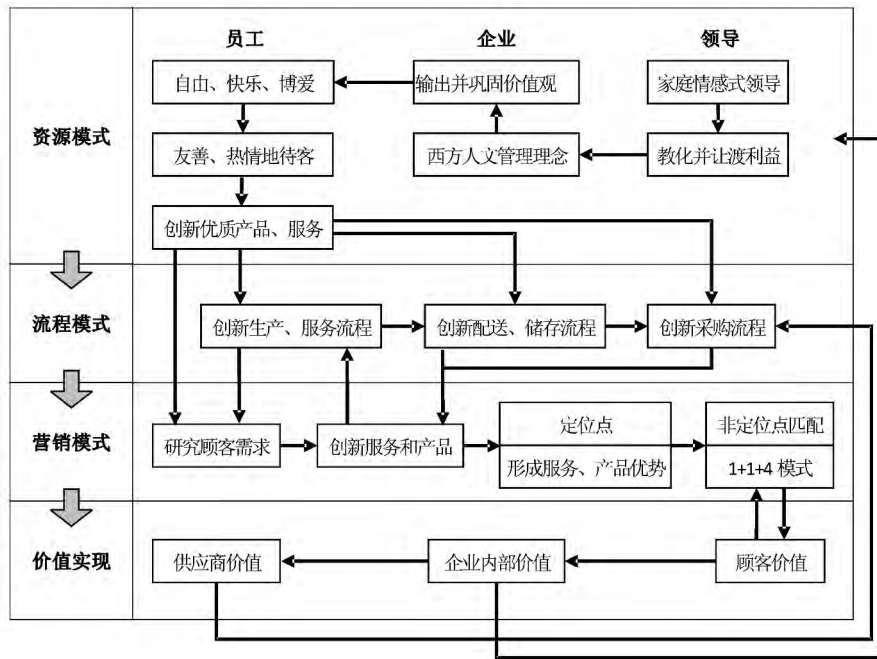 员工 企业 领导
自由、快乐、博爱 输出并巩固价值观 家庭情感式领导
资源模式
友善、热情地待客 西方人文管理理念 教化并让渡利益
创新优质产品、服务
流程模式
创新生产、服务流程 创新配送、储存流程 创新采购流程
营销模式
研究顾客需求 创新服务和产品
定位点 非定位点匹配
形成服务、产品优势 1+1+4 模式
价值实现
供应商价值 企业内部价值 顾客价值